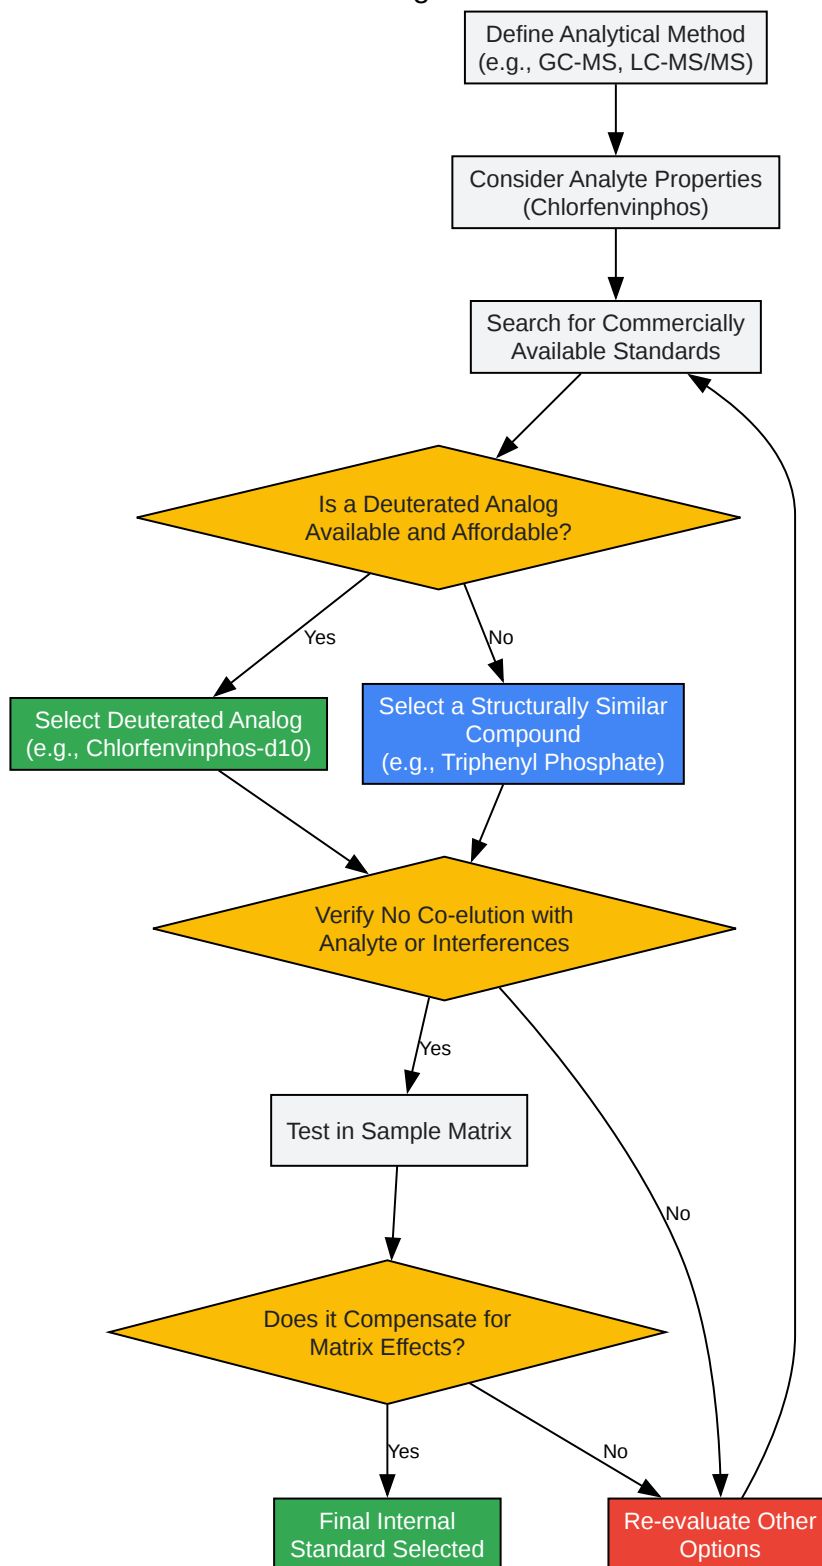 Define Analytical Method
(e.g., GC-MS, LC-MS/MS)
Consider Analyte Properties
(Chlorfenvinphos)
Search for Commercially
Available Standards
Is a Deuterated Analog
Available and Affordable?
Yes
No
Select Deuterated Analog
(e.g., Chlorfenvinphos-d10)
Select a Structurally Similar
Compound
(e.g., Triphenyl Phosphate)
Verify No Co-elution with
Analyte or Interferences
Yes
Test in Sample Matrix
No
Does it Compensate for
Matrix Effects?
Yes
No
Final Internal
Standard Selected
Re-evaluate Other
Options